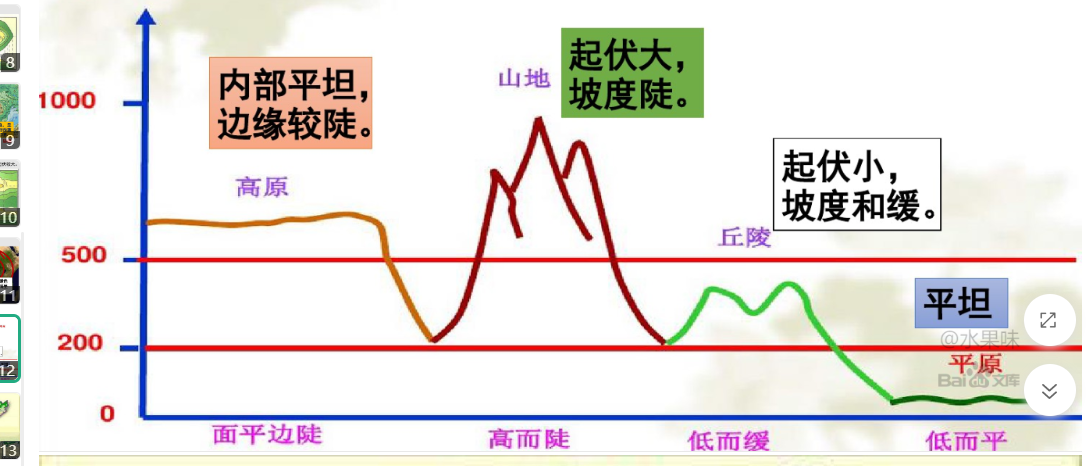 8
9
10
11
12
13
1000
500
200
0
内部平坦，
边缘较陡。
高原
山地
起伏大，
坡度陡。
起伏小，
坡度和缓。
丘陵
平坦
@水果味
平原
Bai文库
面平边陡
高而陡
低而缓
低而平